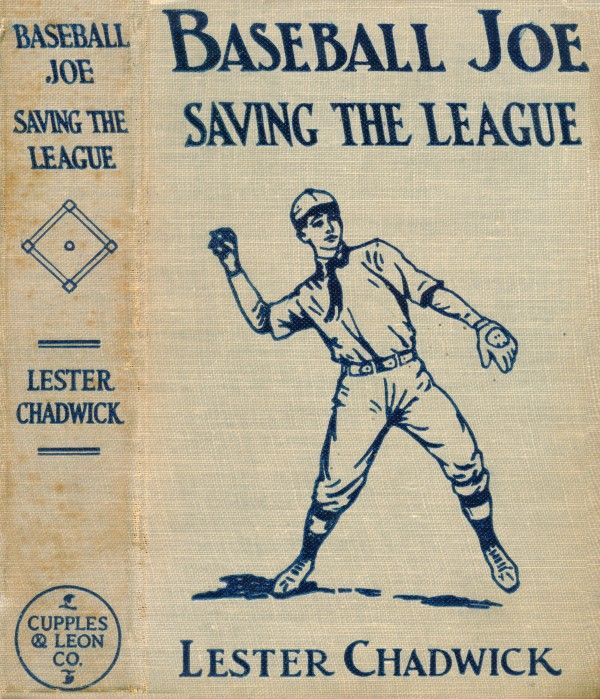 BASEBALL
JOE
SAVING THE
LEAGUE
LESTER
CHADWICK
CUPPLES
& LEON
CO.
BASEBALL JOE
SAVING THE LEAGUE
LESTER CHADWICK